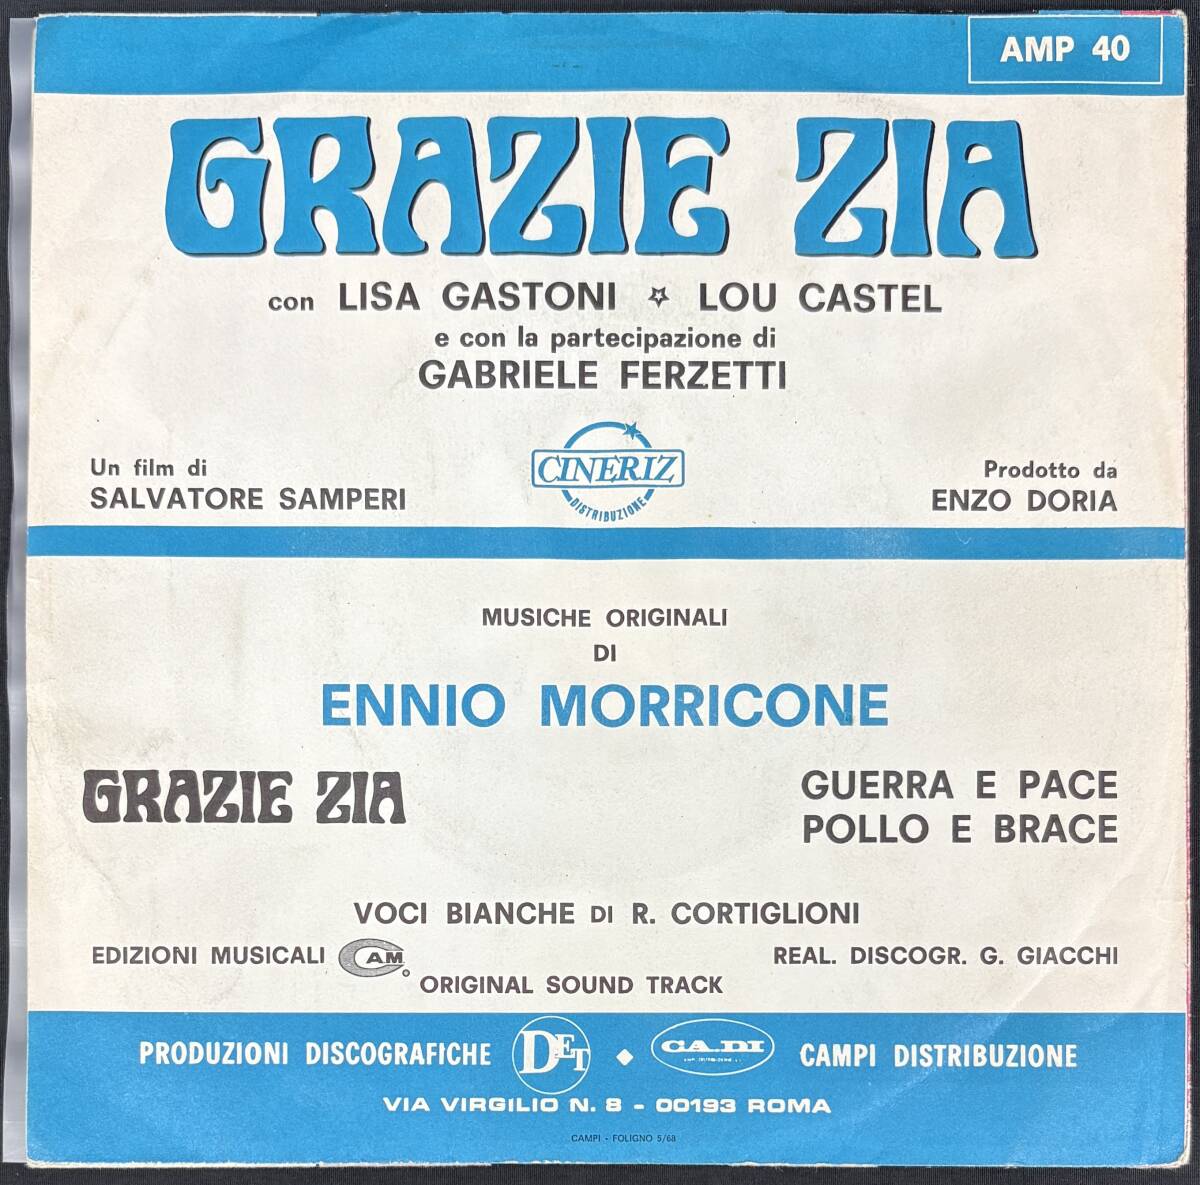 AMP 40
GRAZIE ZIA
con LISA GASTONI LOU CASTEL
e con la partecipazione di
GABRIELE FERZETTI
Un film di
SALVATORE SAMPERI
CINERIZ
DISTRIBUZIONE
Prodotto da
ENZO DORIA
MUSICHE ORIGINALI
DI
ENNIO MORRICONE
GRAZIE ZIA
GUERRA E PACE
POLLO E BRACE
VOCI BIANCHE DI R. CORTIGLIONI
EDIZIONI MUSICALI CAM
REAL. DISCOGR. G. GIACCHI
ORIGINAL SOUND TRACK
PRODUZIONI DISCOGRAFICHE DET CA.DI CAMPI DISTRIBUZIONE
VIA VIRGILIO N. 8 - 00193 ROMA
CAMPI - FOLIGNO 5/68